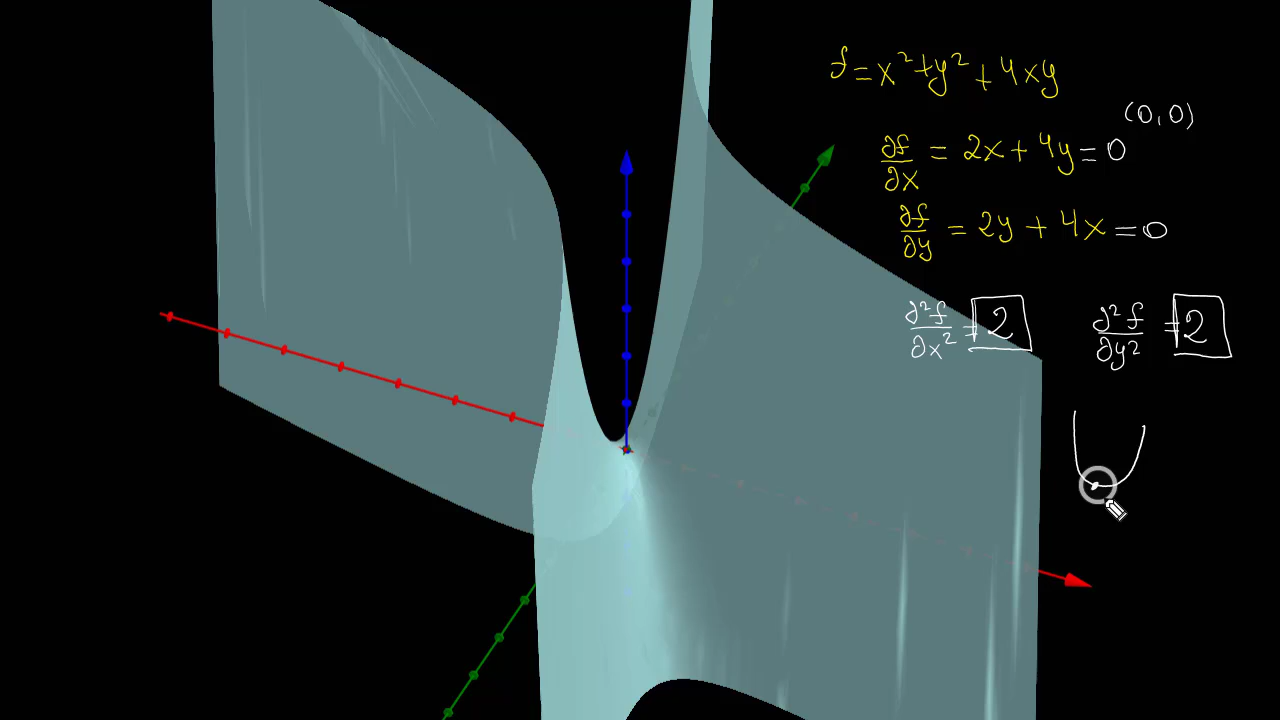 f = x² + y² + 4xy
(0,0)
∂f/∂x = 2x + 4y = 0
∂f/∂y = 2y + 4x = 0
∂²f/∂x² = 2 ∂²f/∂y² = 2